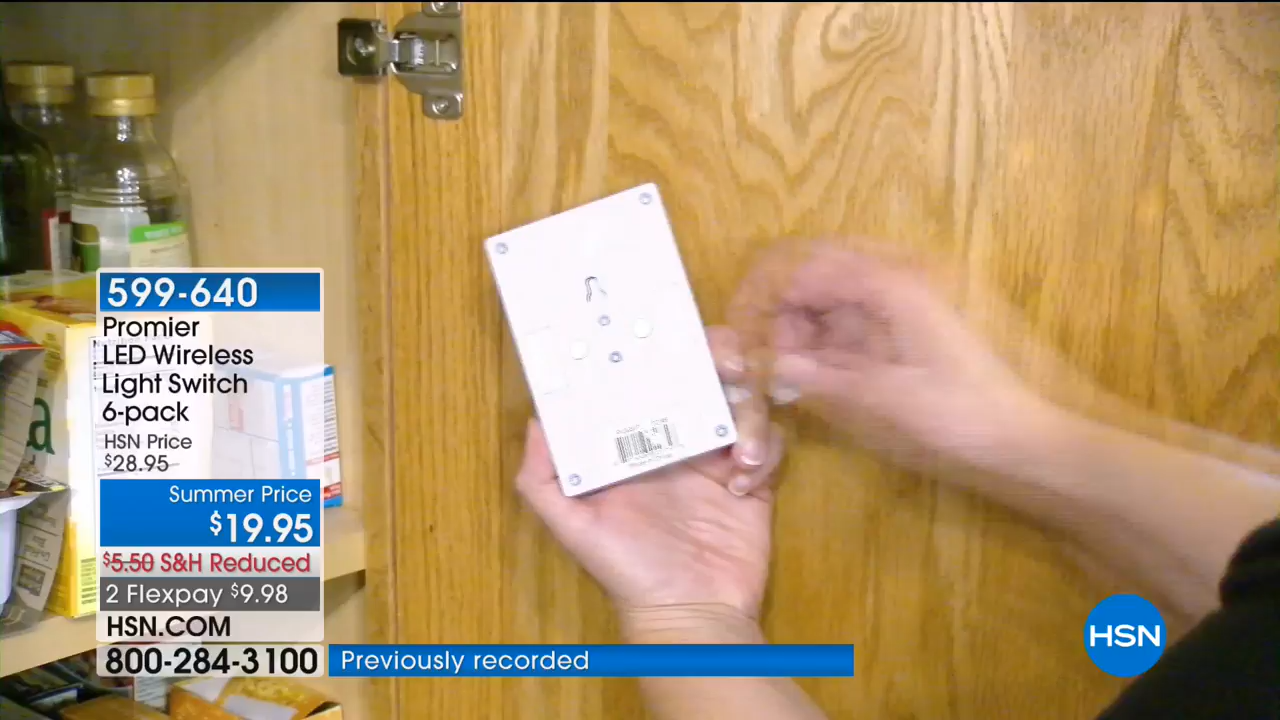 599-640
Promier
LED Wireless
Light Switch
6-pack
HSN Price
$28.95
Summer Price
$19.95
$5.50 S&H Reduced
2 Flexpay $9.98
HSN.COM
800-284-3100
Previously recorded
HSN